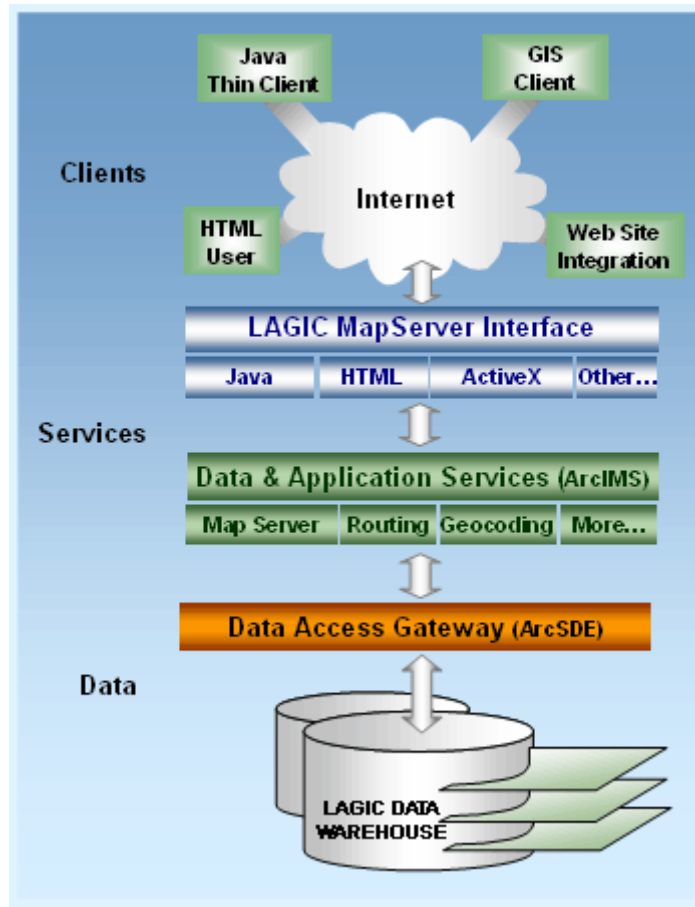 Java
Thin Client
GIS
Client
Clients
Internet
HTML
User
Web Site
Integration
LAGIC MapServer Interface
Java HTML ActiveX Other...
Services
Data & Application Services (ArcIMS)
Map Server Routing Geocoding More...
Data Access Gateway (ArcSDE)
Data
LAGIC DATA
WAREHOUSE